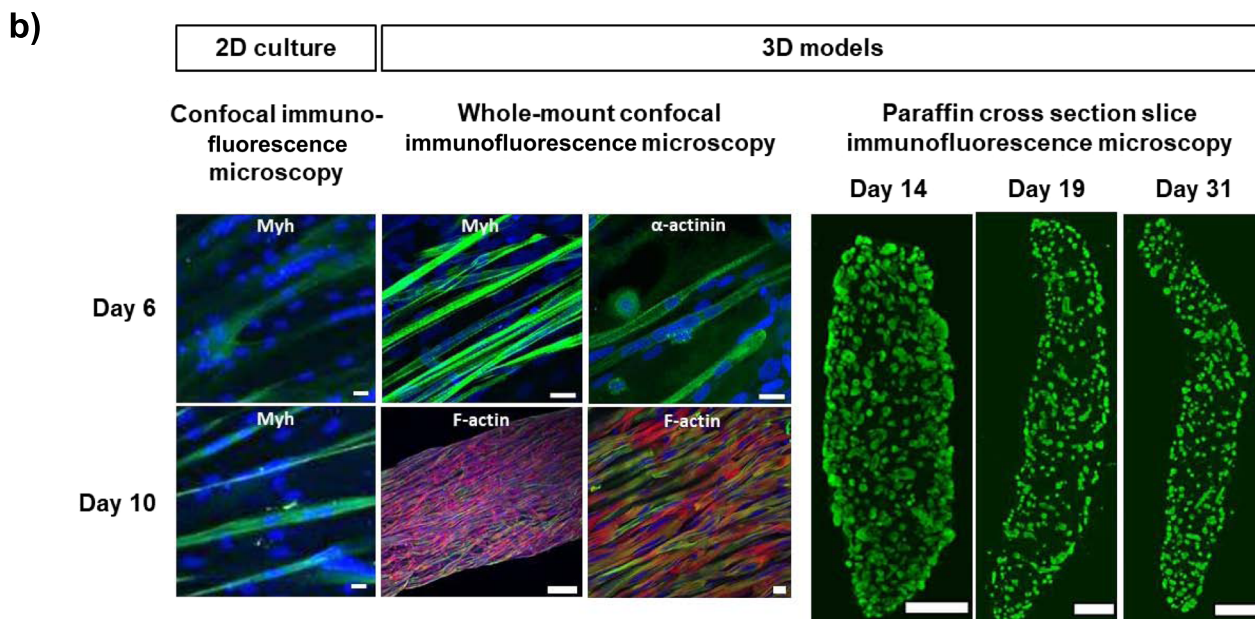 b)
2D culture
3D models
Confocal immuno-
fluorescence
microscopy
Whole-mount confocal
immunofluorescence microscopy
Paraffin cross section slice
immunofluorescence microscopy
Day 14
Day 19
Day 31
Day 6
Myh
Myh
α-actinin
Day 10
Myh
F-actin
F-actin